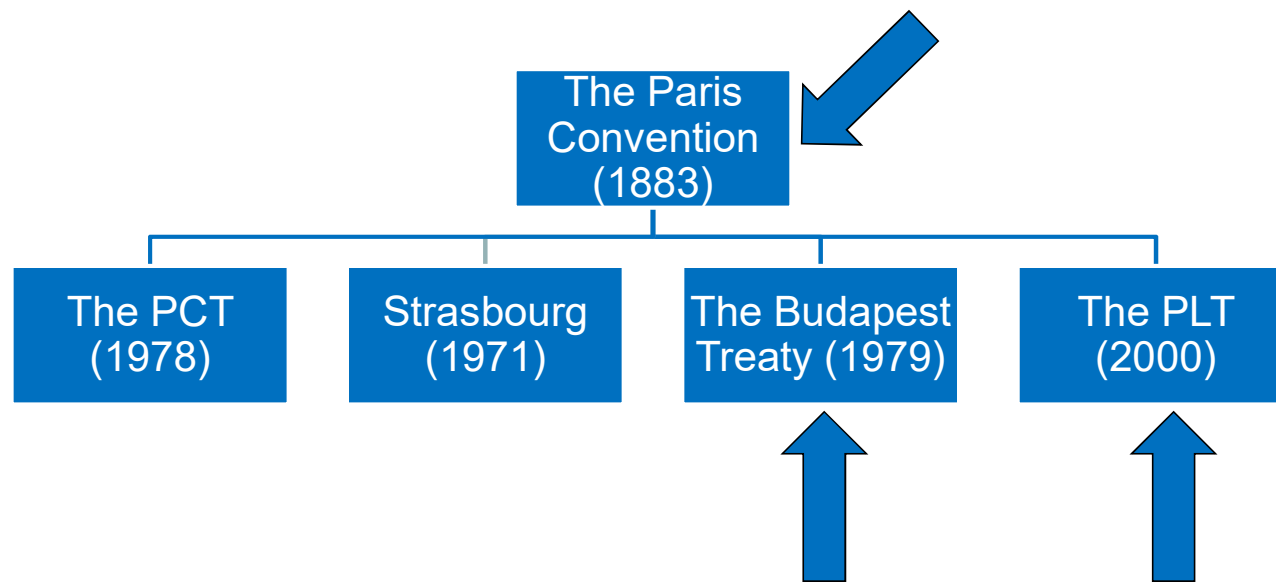 The Paris
Convention
(1883)
The PCT
(1978)
Strasbourg
(1971)
The Budapest
Treaty (1979)
The PLT
(2000)